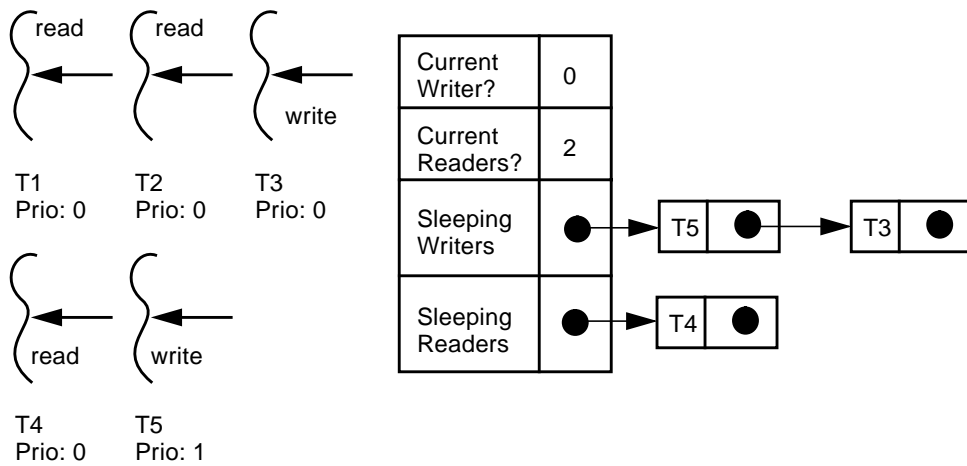 read
read
write
T1
Prio: 0
T2
Prio: 0
T3
Prio: 0
read
write
T4
Prio: 0
T5
Prio: 1
Current
Writer?
0
Current
Readers?
2
Sleeping
Writers
T5
T3
Sleeping
Readers
T4